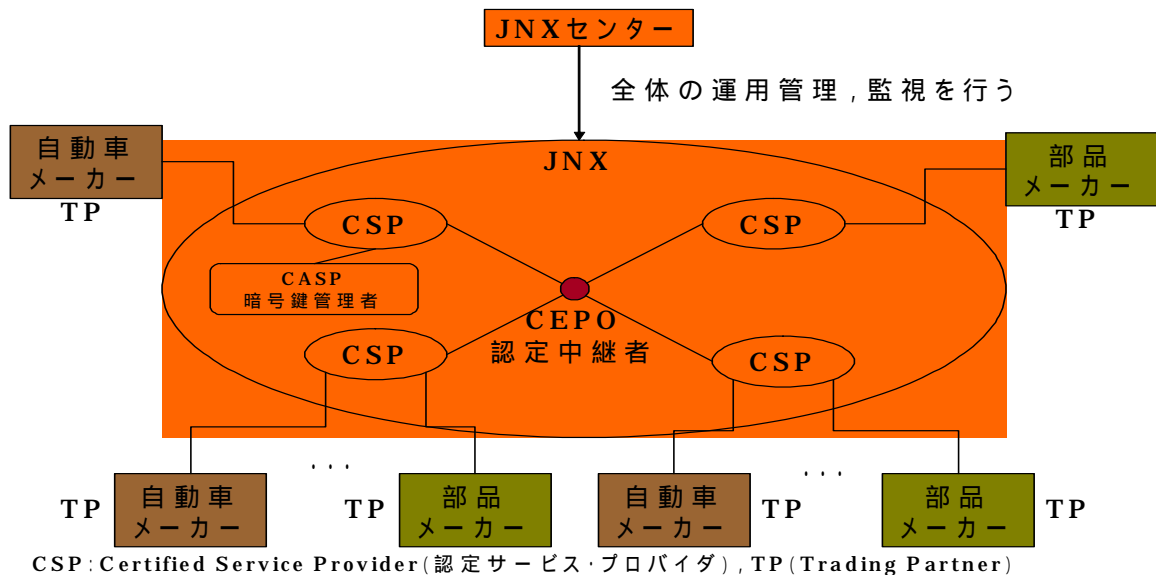 JNXセンター
全体の運用管理,監視を行う
自動車
メーカー
TP
JNX
部品
メーカー
TP
CSP
CSP
CASP
暗号鍵管理者
CEPO
認定中継者
CSP
CSP
...
...
TP
自動車
メーカー
TP
部品
メーカー
自動車
メーカー
TP
部品
メーカー
TP
CSP:Certified Service Provider(認定サービス・プロバイダ),TP(Trading Partner)